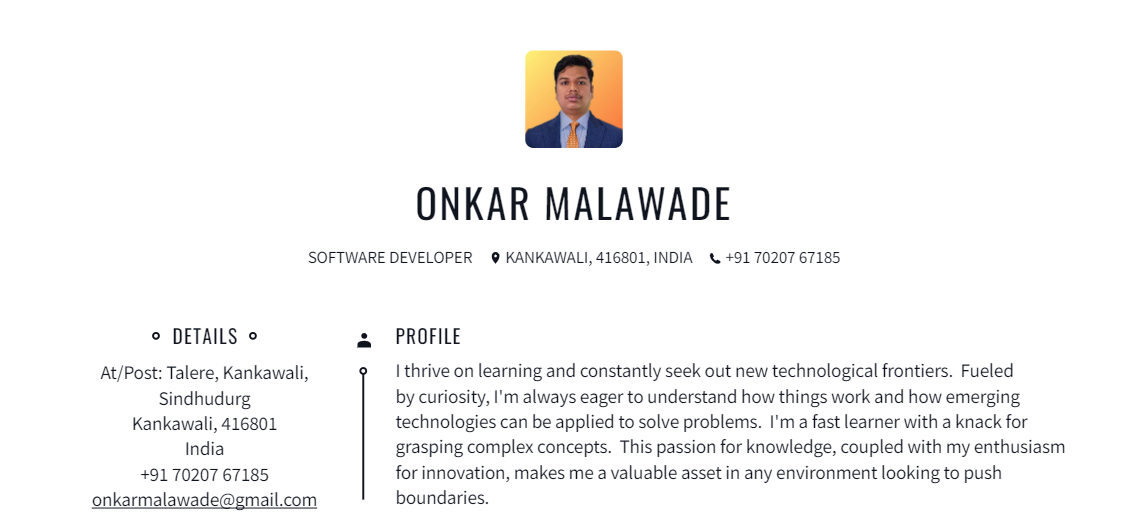 ONKAR MALAWADE
SOFTWARE DEVELOPER KANKAWALI, 416801, INDIA +91 70207 67185
DETAILS
At/Post: Talere, Kankawali,
Sindhudurg
Kankawali, 416801
India
+91 70207 67185
onkarmalawade@gmail.com
PROFILE
I thrive on learning and constantly seek out new technological frontiers.  Fueled
by curiosity, I'm always eager to understand how things work and how emerging
technologies can be applied to solve problems.  I'm a fast learner with a knack for
grasping complex concepts.  This passion for knowledge, coupled with my enthusiasm
for innovation, makes me a valuable asset in any environment looking to push
boundaries.